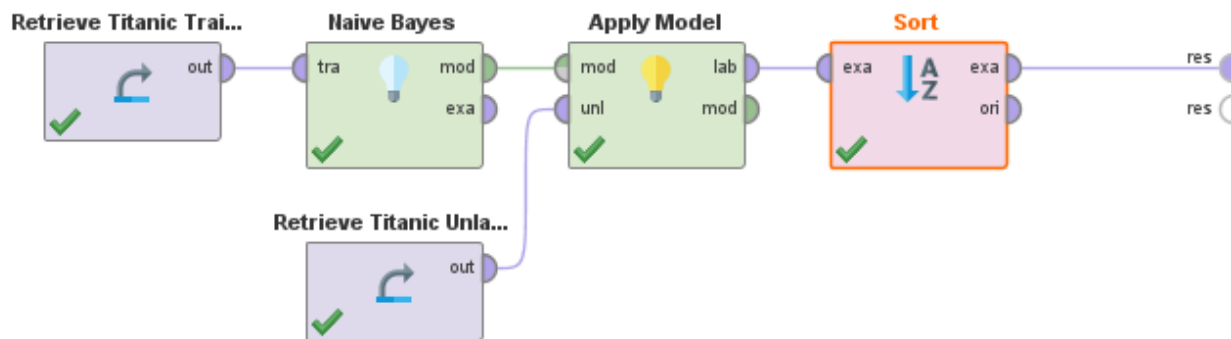 Retrieve Titanic Trai...
Naive Bayes
Apply Model
Sort
out
tra
mod
exa
mod
unl
lab
mod
exa
A
Z
exa
ori
res
res
Retrieve Titanic Unla...
out